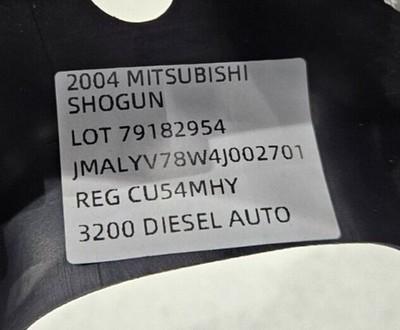 2004 MITSUBISHI
SHOGUN
LOT 79182954
JMALYV78W4J002701
REG CU54MHY
3200 DIESEL AUTO